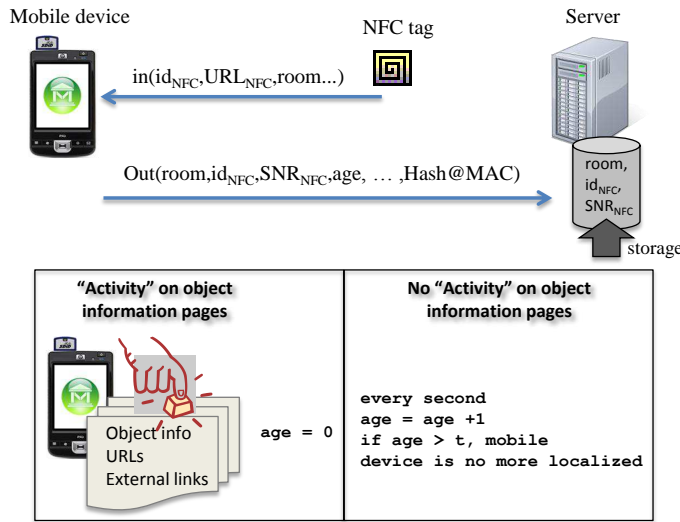 Mobile device
NFC tag
Server
in(idNFC,URLNFC,room...)
Out(room,idNFC,SNRNFC,age, … ,Hash@MAC)
room,
idNFC,
SNRNFC
storage
“Activity” on object
information pages
Object info
URLs
External links
age = 0
No “Activity” on object
information pages
every second
age = age +1
if age > t, mobile
device is no more localized